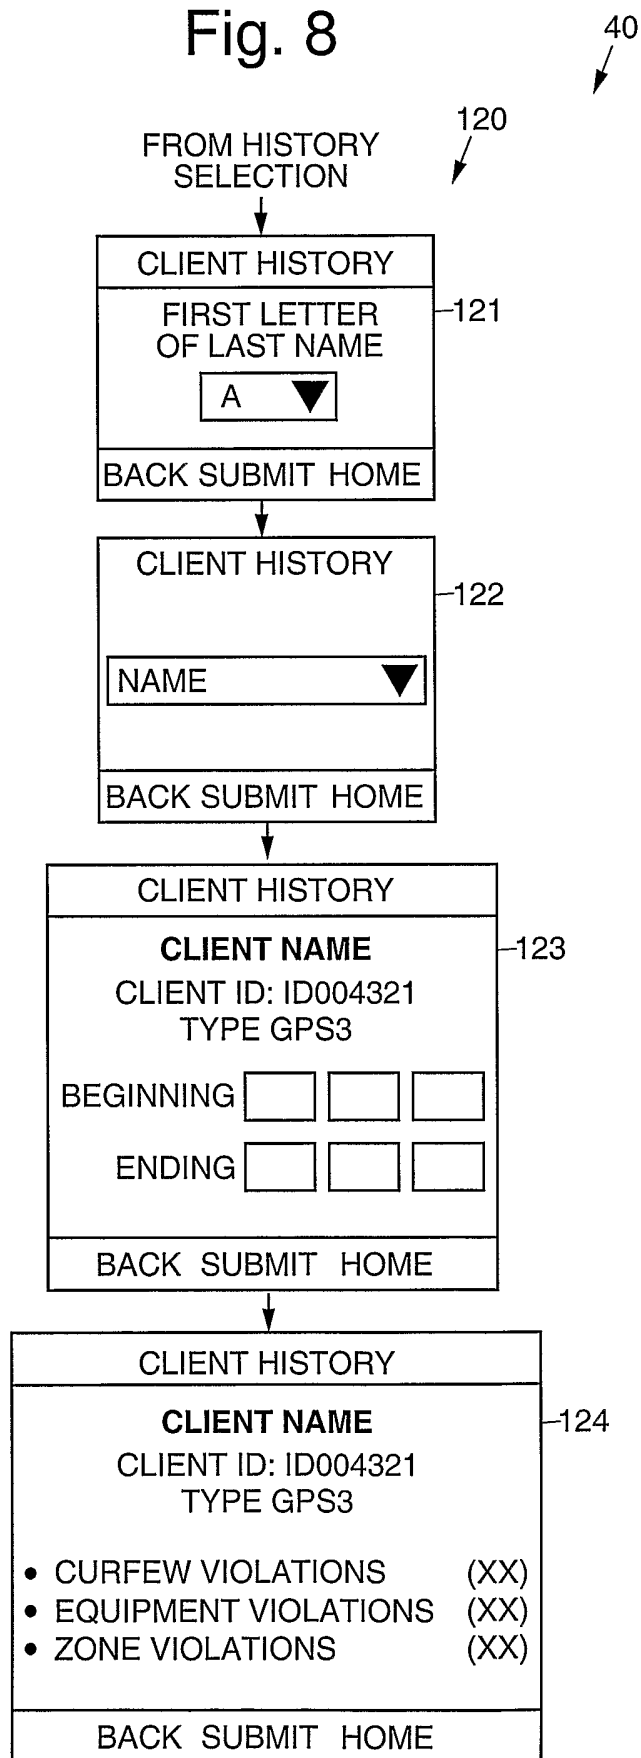 Fig. 8
40
120
FROM HISTORY
SELECTION
CLIENT HISTORY
121
FIRST LETTER
OF LAST NAME
A
BACK SUBMIT HOME
CLIENT HISTORY
122
NAME
BACK SUBMIT HOME
CLIENT HISTORY
CLIENT NAME
123
CLIENT ID: ID004321
TYPE GPS3
BEGINNING
ENDING
BACK SUBMIT HOME
CLIENT HISTORY
CLIENT NAME
124
CLIENT ID: ID004321
TYPE GPS3
• CURFEW VIOLATIONS (XX)
• EQUIPMENT VIOLATIONS (XX)
• ZONE VIOLATIONS (XX)
BACK SUBMIT HOME